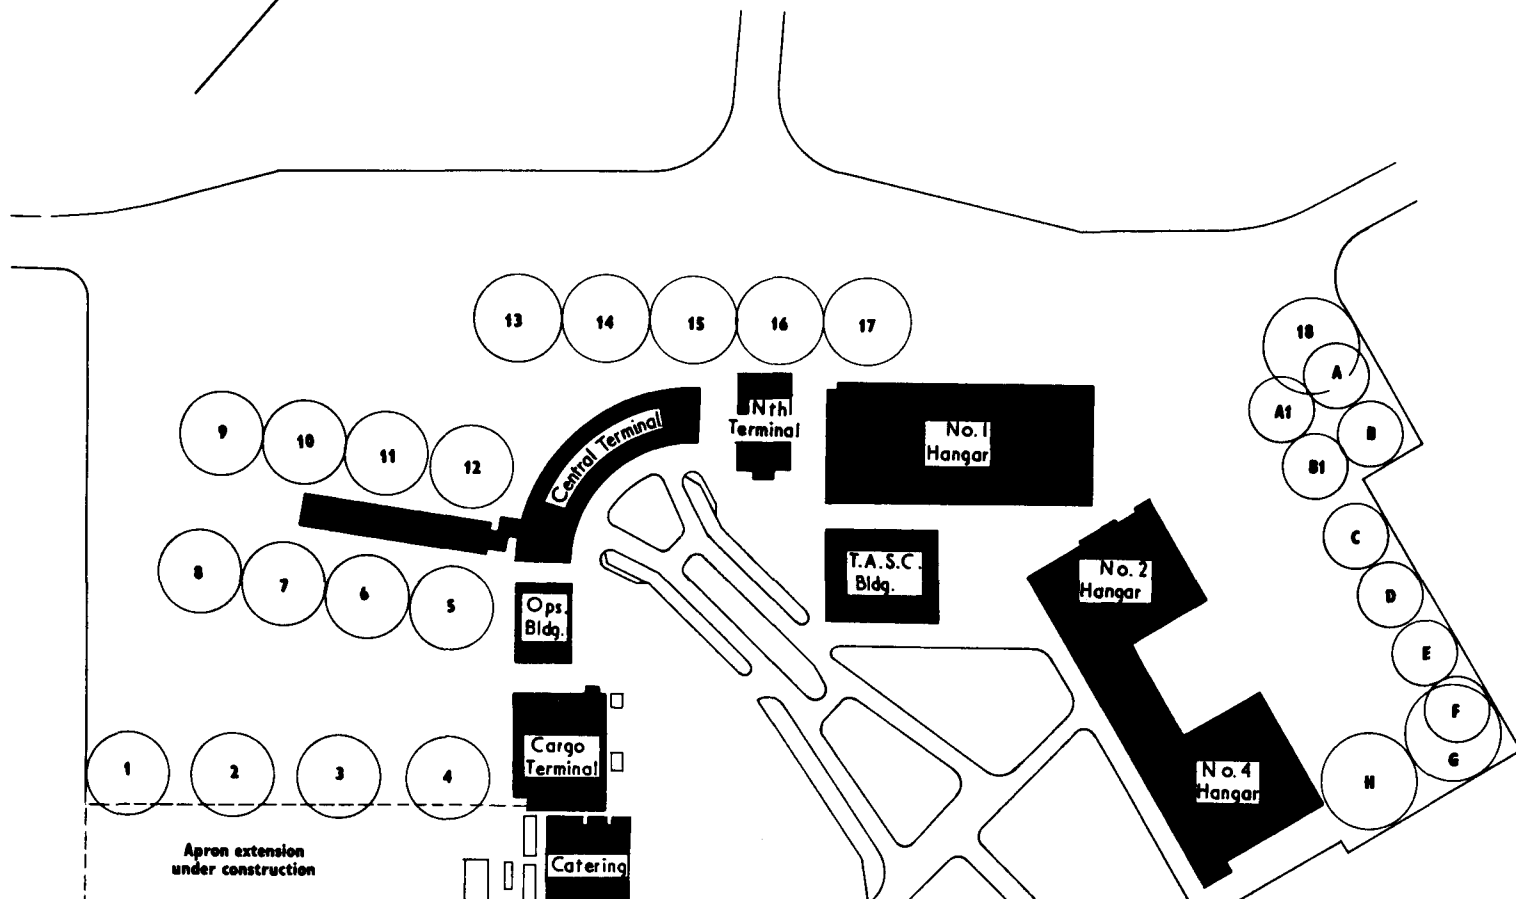 13
14
15
16
17
18
A
A1
B
B1
9
10
11
12
Central Terminal
Nth
Terminal
No.1
Hangar
C
8
7
6
5
Ops.
Bldg.
T.A.S.C.
Bldg.
No.2
Hangar
D
E
F
G
H
1
2
3
4
Cargo
Terminal
No.4
Hangar
Apron extension
under construction
Catering